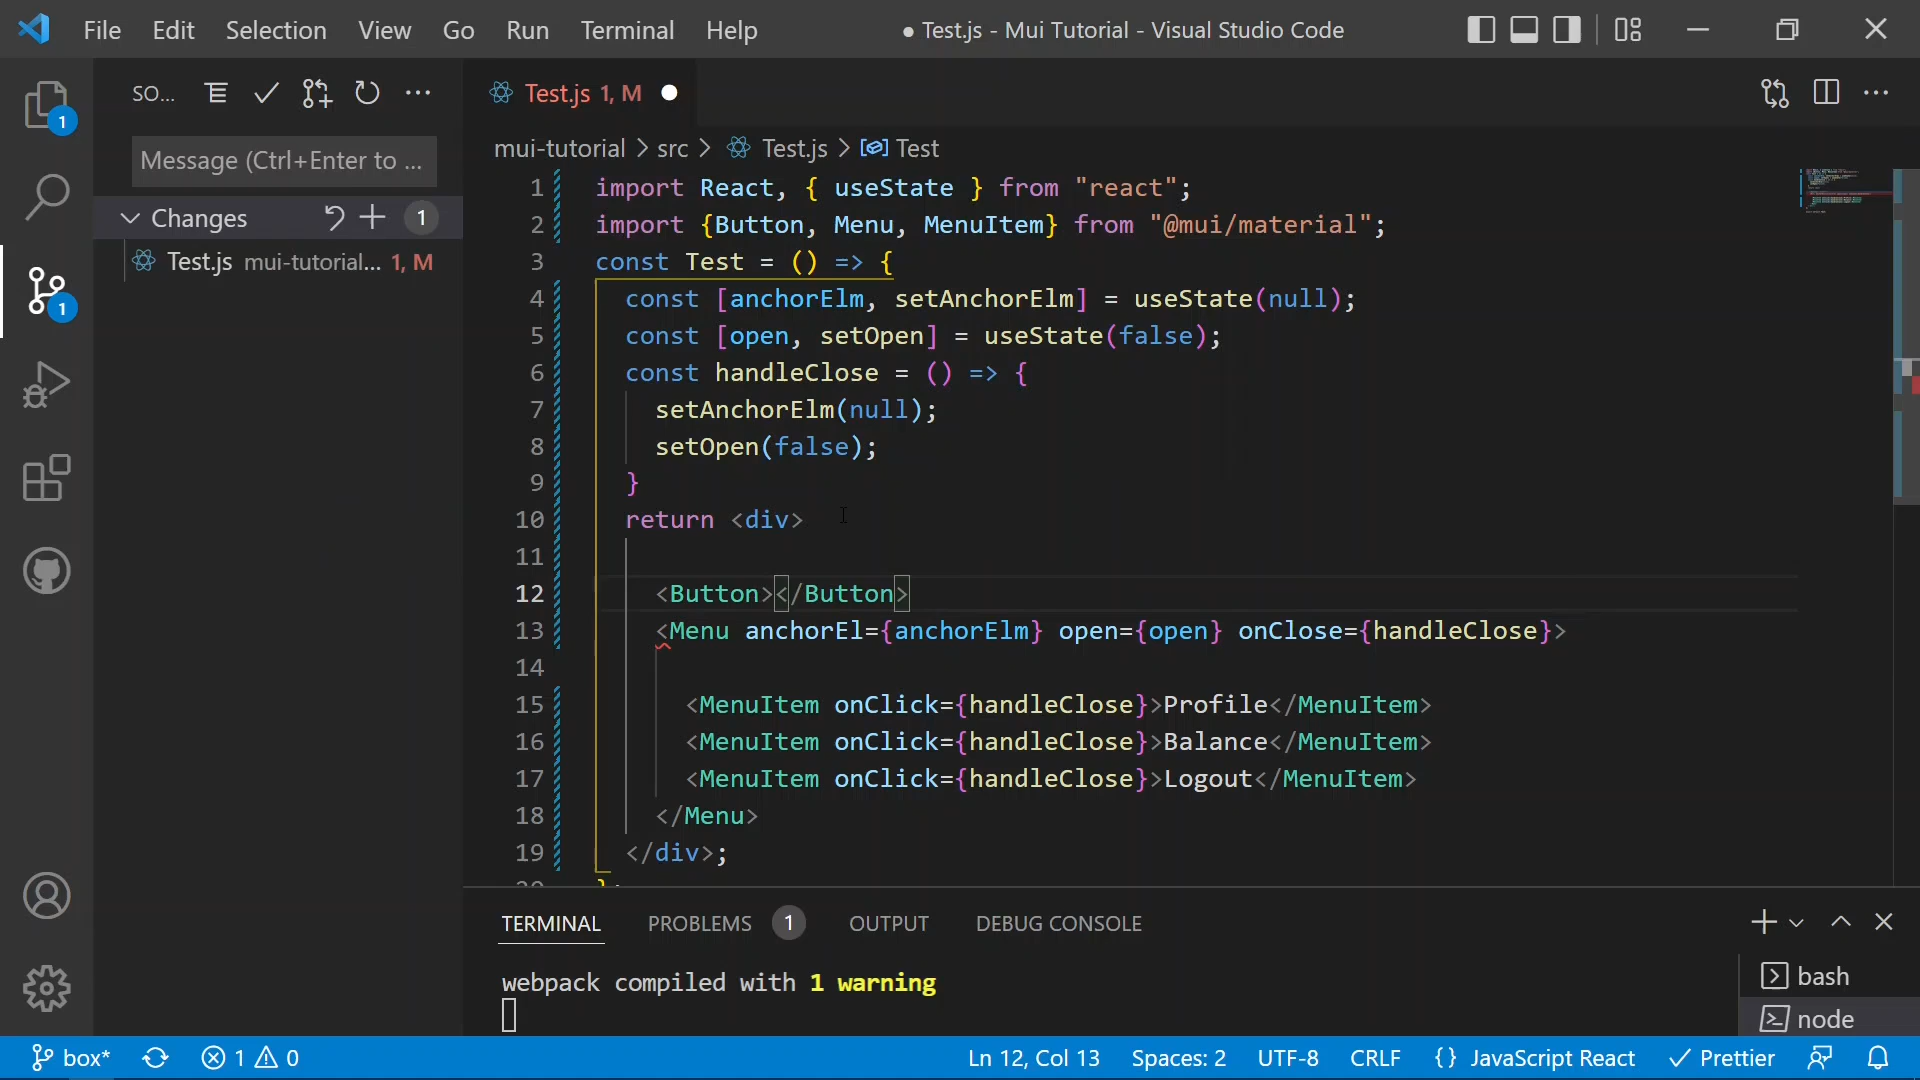 File Edit Selection View Go Run Terminal Help
● Test.js - Mui Tutorial - Visual Studio Code
SO...
Message (Ctrl+Enter to ...
Changes 1
Test.js mui-tutorial... 1, M
1
1
Test.js 1, M
mui-tutorial > src > Test.js > Test
1 import React, { useState } from "react";
2 import {Button, Menu, MenuItem} from "@mui/material";
3 const Test = () => {
4 const [anchorElm, setAnchorElm] = useState(null);
5 const [open, setOpen] = useState(false);
6 const handleClose = () => {
7 setAnchorElm(null);
8 setOpen(false);
9 }
10 return <div>
11
12 <Button></Button>
13 <Menu anchorEl={anchorElm} open={open} onClose={handleClose}>
14
15 <MenuItem onClick={handleClose}>Profile</MenuItem>
16 <MenuItem onClick={handleClose}>Balance</MenuItem>
17 <MenuItem onClick={handleClose}>Logout</MenuItem>
18 </Menu>
19 </div>;
TERMINAL PROBLEMS 1 OUTPUT DEBUG CONSOLE
webpack compiled with 1 warning
bash
node
box* 1 0 Ln 12, Col 13 Spaces: 2 UTF-8 CRLF {} JavaScript React Prettier